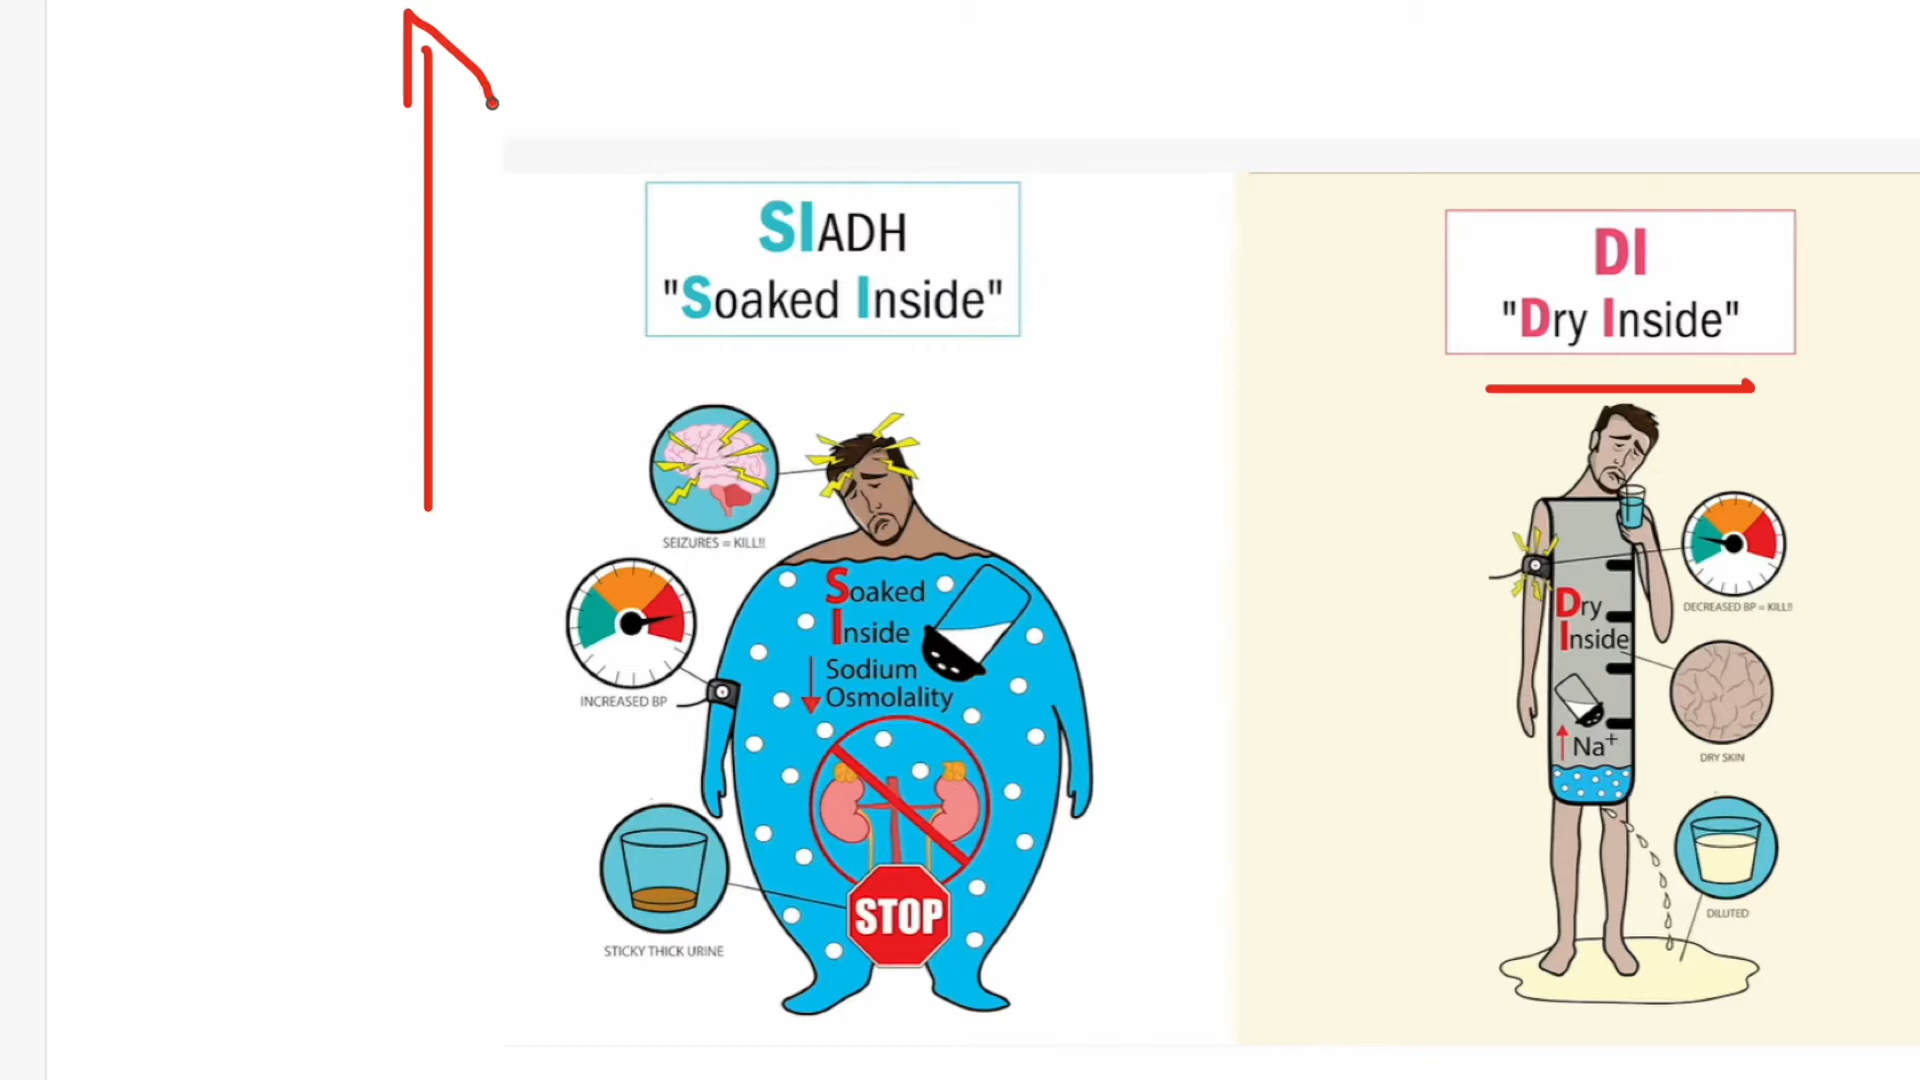 SIADH
"Soaked Inside"
SEIZURES = KILL!!
INCREASED BP
Soaked
Inside
Sodium
Osmolality
STOP
STICKY THICK URINE
DI
"Dry Inside"
DECREASED BP = KILL!!
Dry
Inside
Na+
DRY SKIN
DILUTED